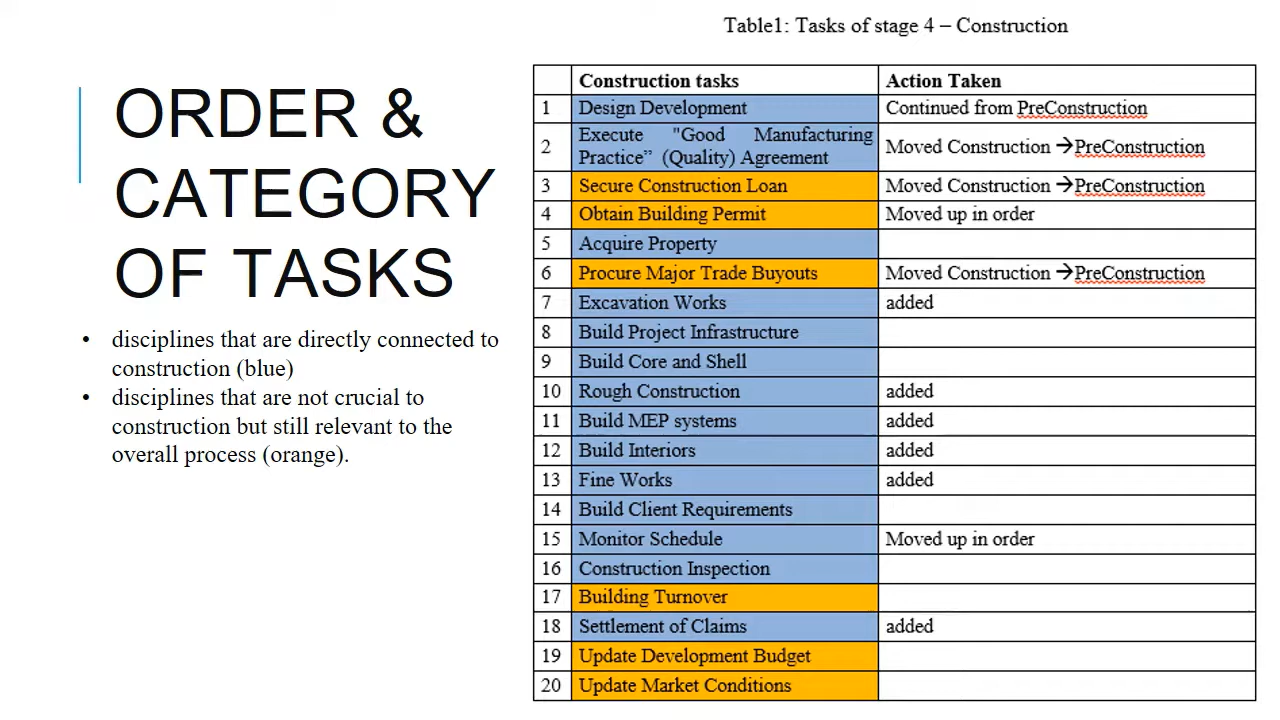 ORDER &
CATEGORY
OF TASKS
• disciplines that are directly connected to
construction (blue)
• disciplines that are not crucial to
construction but still relevant to the
overall process (orange).
Table1: Tasks of stage 4 – Construction
Construction tasks Action Taken
1 Design Development Continued from PreConstruction
2 Execute "Good Manufacturing
Practice” (Quality) Agreement Moved Construction →PreConstruction
3 Secure Construction Loan Moved Construction →PreConstruction
4 Obtain Building Permit Moved up in order
5 Acquire Property
6 Procure Major Trade Buyouts Moved Construction →PreConstruction
7 Excavation Works added
8 Build Project Infrastructure
9 Build Core and Shell
10 Rough Construction added
11 Build MEP systems added
12 Build Interiors added
13 Fine Works added
14 Build Client Requirements
15 Monitor Schedule Moved up in order
16 Construction Inspection
17 Building Turnover
18 Settlement of Claims added
19 Update Development Budget
20 Update Market Conditions